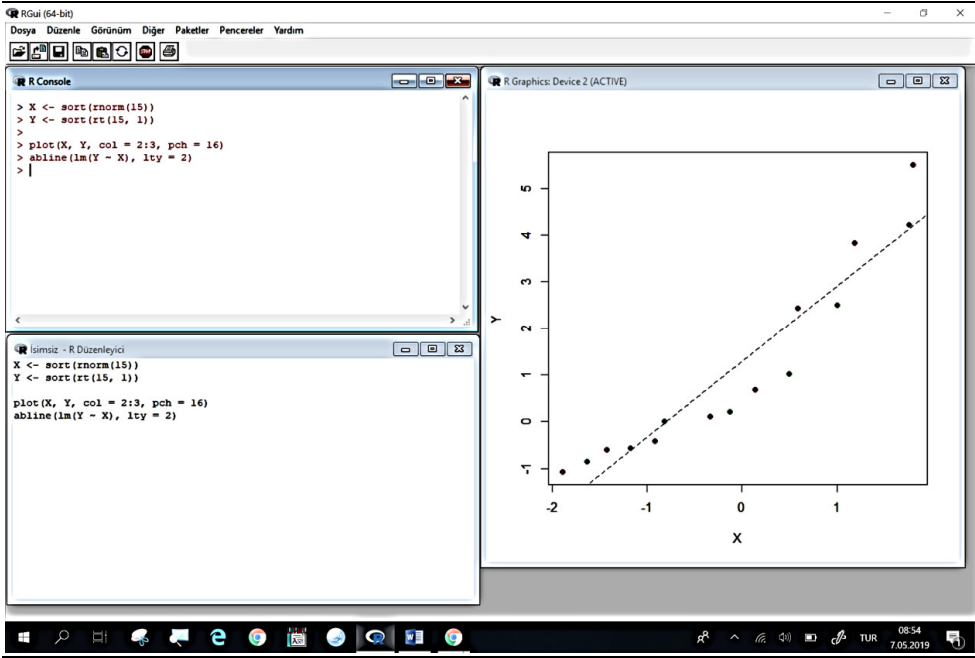 RGui (64-bit)
Dosya Düzenle Görünüm Diğer Paketler Pencereler Yardım
STOP
R Console
> X <- sort(rnorm(15))
> Y <- sort(rt(15, 1))
>
> plot(X, Y, col = 2:3, pch = 16)
> abline(lm(Y ~ X), lty = 2)
> |
İsimsiz - R Düzenleyici
X <- sort(rnorm(15))
Y <- sort(rt(15, 1))
plot(X, Y, col = 2:3, pch = 16)
abline(lm(Y ~ X), lty = 2)
R Graphics: Device 2 (ACTIVE)
5
4
3
2
1
0
-1
Y
-2 -1 0 1
X
TUR
08:54
7.05.2019